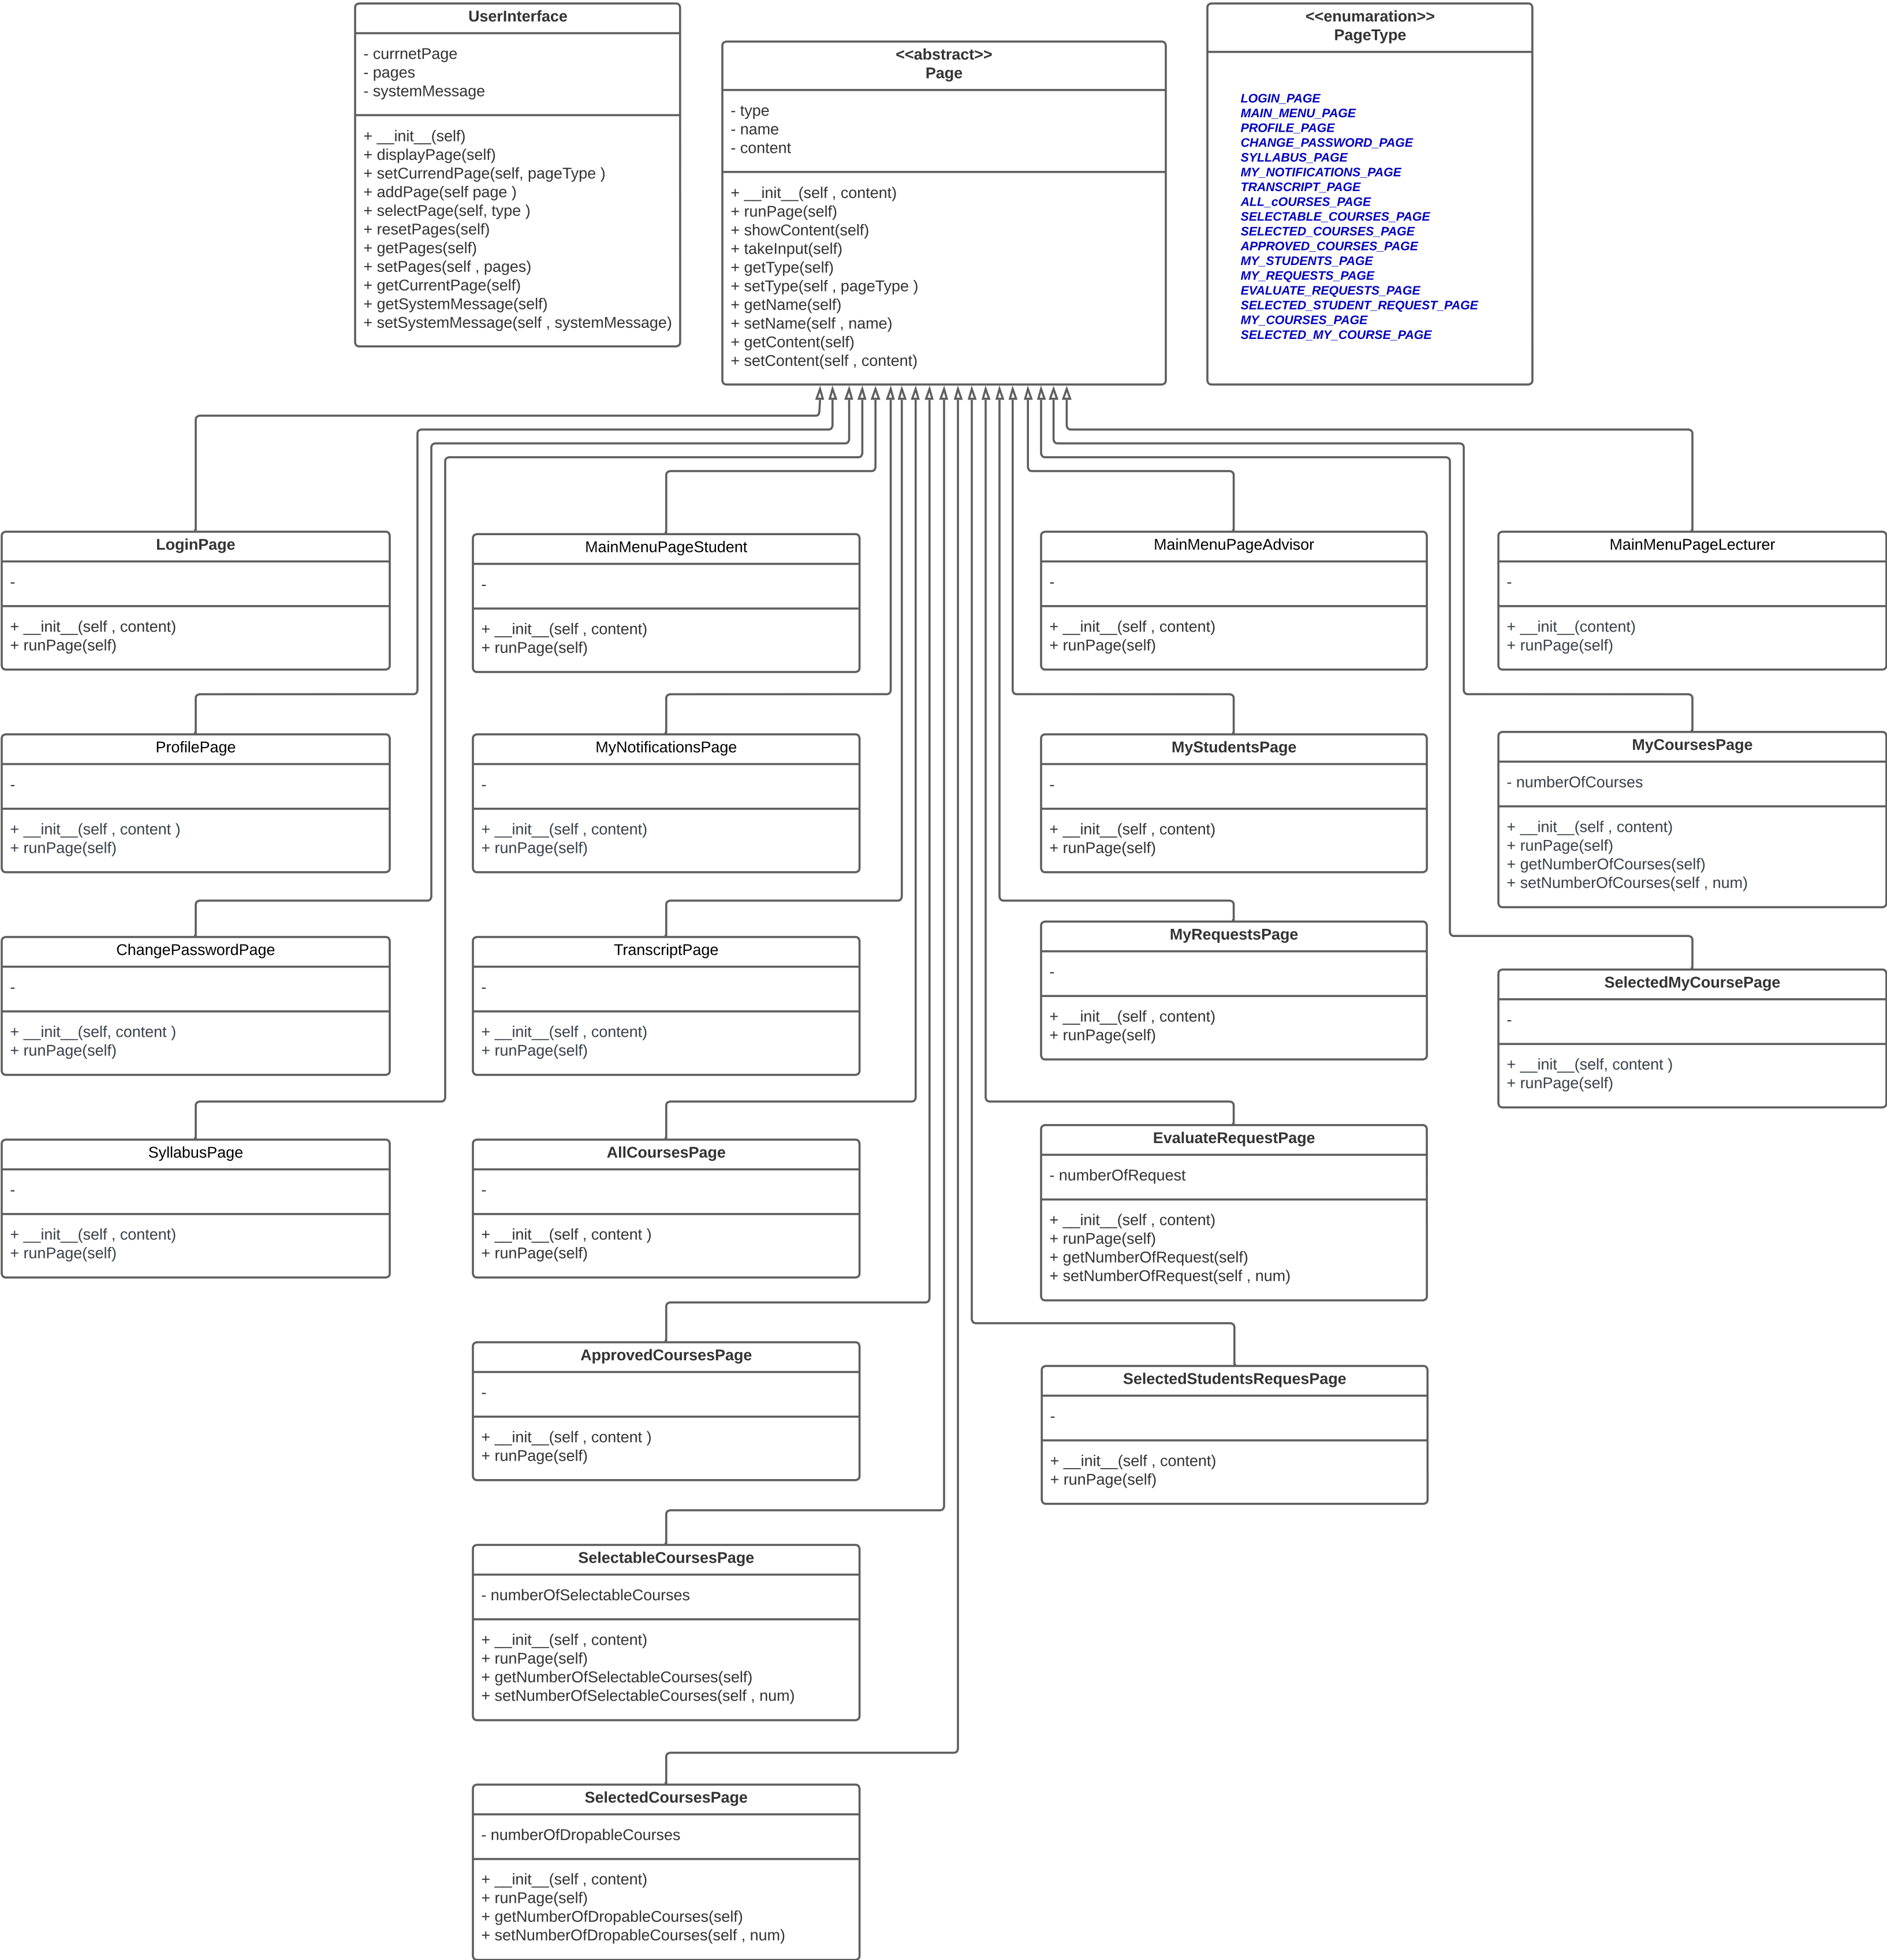 UserInterface
- currnetPage
- pages
- systemMessage
+ __init__(self)
+ displayPage(self)
+ setCurrendPage(self, pageType )
+ addPage(self page )
+ selectPage(self, type )
+ resetPages(self)
+ getPages(self)
+ setPages(self , pages)
+ getCurrentPage(self)
+ getSystemMessage(self)
+ setSystemMessage(self , systemMessage)
<<abstract>>
Page
- type
- name
- content
+ __init__(self , content)
+ runPage(self)
+ showContent(self)
+ takeInput(self)
+ getType(self)
+ setType(self , pageType )
+ getName(self)
+ setName(self , name)
+ getContent(self)
+ setContent(self , content)
<<enumaration>>
PageType
LOGIN_PAGE
MAIN_MENU_PAGE
PROFILE_PAGE
CHANGE_PASSWORD_PAGE
SYLLABUS_PAGE
MY_NOTIFICATIONS_PAGE
TRANSCRIPT_PAGE
ALL_cOURSES_PAGE
SELECTABLE_COURSES_PAGE
SELECTED_COURSES_PAGE
APPROVED_COURSES_PAGE
MY_STUDENTS_PAGE
MY_REQUESTS_PAGE
EVALUATE_REQUESTS_PAGE
SELECTED_STUDENT_REQUEST_PAGE
MY_COURSES_PAGE
SELECTED_MY_COURSE_PAGE
LoginPage
-
+ __init__(self , content)
+ runPage(self)
MainMenuPageStudent
-
+ __init__(self , content)
+ runPage(self)
MainMenuPageAdvisor
-
+ __init__(self , content)
+ runPage(self)
MainMenuPageLecturer
-
+ __init__(content)
+ runPage(self)
ProfilePage
-
+ __init__(self , content )
+ runPage(self)
MyNotificationsPage
-
+ __init__(self , content)
+ runPage(self)
MyStudentsPage
-
+ __init__(self , content)
+ runPage(self)
MyCoursesPage
- numberOfCourses
+ __init__(self , content)
+ runPage(self)
+ getNumberOfCourses(self)
+ setNumberOfCourses(self , num)
ChangePasswordPage
-
+ __init__(self, content )
+ runPage(self)
TranscriptPage
-
+ __init__(self , content)
+ runPage(self)
MyRequestsPage
-
+ __init__(self , content)
+ runPage(self)
SelectedMyCoursePage
-
+ __init__(self, content )
+ runPage(self)
SyllabusPage
-
+ __init__(self , content)
+ runPage(self)
AllCoursesPage
-
+ __init__(self , content )
+ runPage(self)
EvaluateRequestPage
- numberOfRequest
+ __init__(self , content)
+ runPage(self)
+ getNumberOfRequest(self)
+ setNumberOfRequest(self , num)
ApprovedCoursesPage
-
+ __init__(self , content )
+ runPage(self)
SelectedStudentsRequesPage
-
+ __init__(self , content)
+ runPage(self)
SelectableCoursesPage
- numberOfSelectableCourses
+ __init__(self , content)
+ runPage(self)
+ getNumberOfSelectableCourses(self)
+ setNumberOfSelectableCourses(self , num)
SelectedCoursesPage
- numberOfDropableCourses
+ __init__(self , content)
+ runPage(self)
+ getNumberOfDropableCourses(self)
+ setNumberOfDropableCourses(self , num)